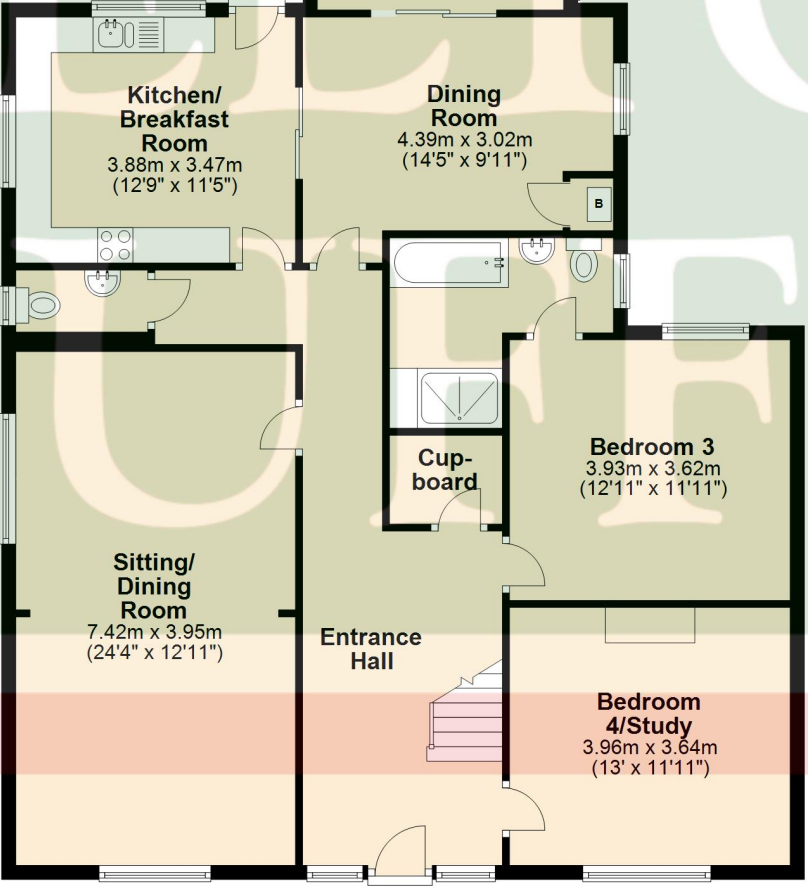 Kitchen/
Breakfast
Room
3.88m x 3.47m
(12'9" x 11'5")
Dining
Room
4.39m x 3.02m
(14'5" x 9'11")
B
Cup-
board
Bedroom 3
3.93m x 3.62m
(12'11" x 11'11")
Sitting/
Dining
Room
7.42m x 3.95m
(24'4" x 12'11")
Entrance
Hall
Bedroom
4/Study
3.96m x 3.64m
(13' x 11'11")